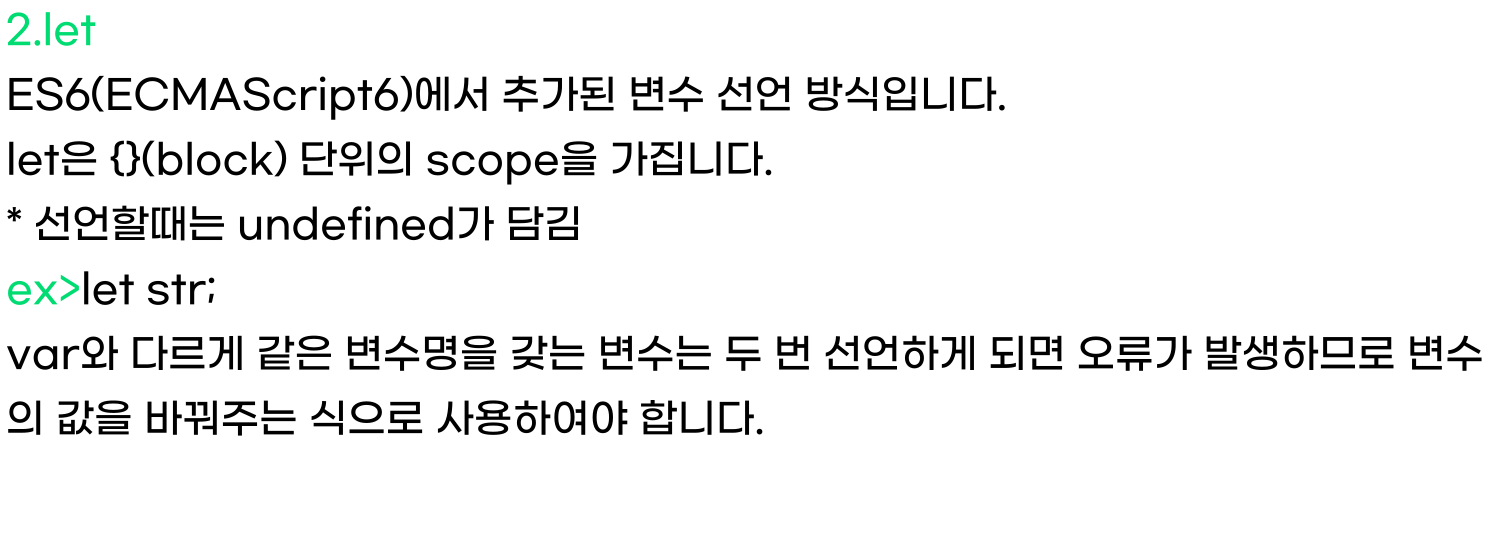 2.let
ES6(ECMAScript6)에서 추가된 변수 선언 방식입니다.
let은 {}(block) 단위의 scope을 가집니다.
* 선언할때는 undefined가 담김
ex>let str;
var와 다르게 같은 변수명을 갖는 변수는 두 번 선언하게 되면 오류가 발생하므로 변수
의 값을 바꿔주는 식으로 사용하여야 합니다.